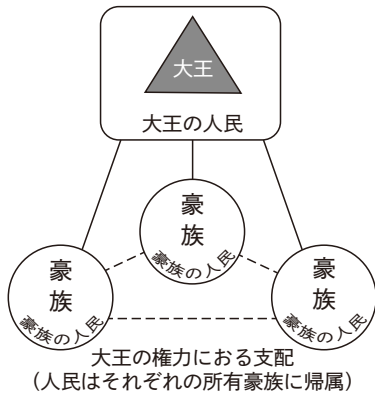 大王
大王の人民
豪族
豪族の人民
豪族
豪族の人民
豪族
豪族の人民
大王の権力におる支配
（人民はそれぞれの所有豪族に帰属）